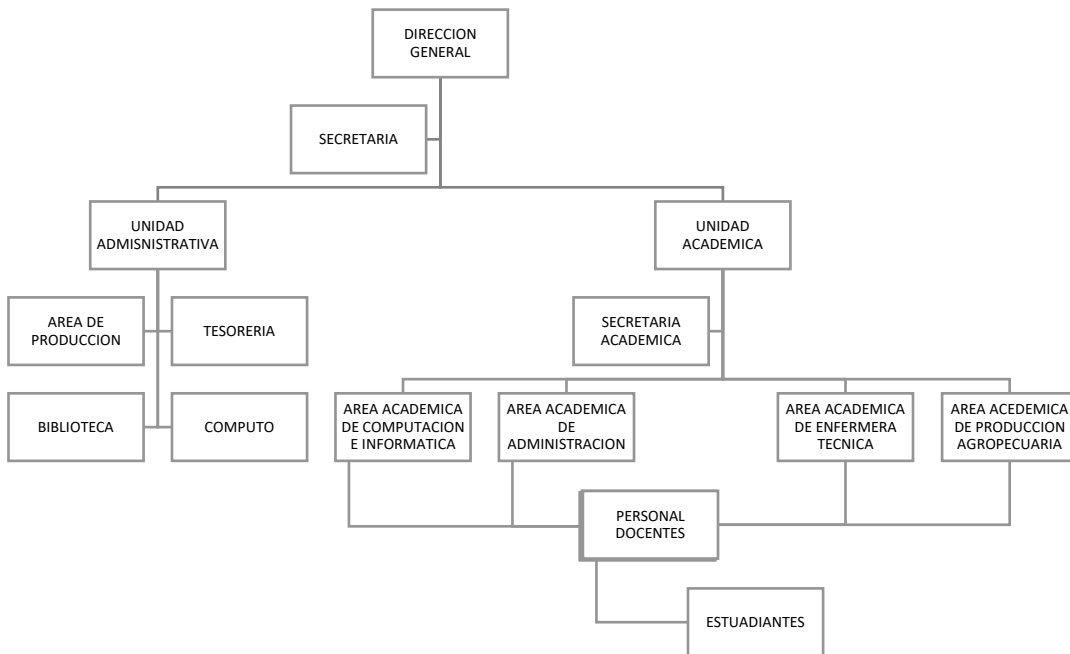 DIRECCION
GENERAL
SECRETARIA
UNIDAD
ADMISNISTRATIVA
UNIDAD
ACADEMICA
AREA DE
PRODUCCION
TESORERIA
SECRETARIA
ACADEMICA
BIBLIOTECA
COMPUTO
AREA ACADEMICA
DE COMPUTACION
E INFORMATICA
AREA ACADEMICA
DE
ADMINISTRACION
AREA ACADEMICA
DE ENFERMERA
TECNICA
AREA ACEDEMICA
DE PRODUCCION
AGROPECUARIA
PERSONAL
DOCENTES
ESTUADIANTES